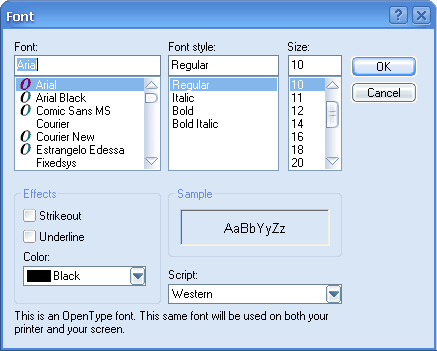 Font
Font:
Font style:
Size:
Arial
Regular
10
OK
Cancel
Arial
Arial Black
Comic Sans MS
Courier
Courier New
Estrangelo Edessa
Fixedsys
Regular
Italic
Bold
Bold Italic
10
11
12
14
16
18
20
Effects
Strikeout
Underline
Color:
Black
Sample
AaBbYyZz
Script:
Western
This is an OpenType font. This same font will be used on both your
printer and your screen.